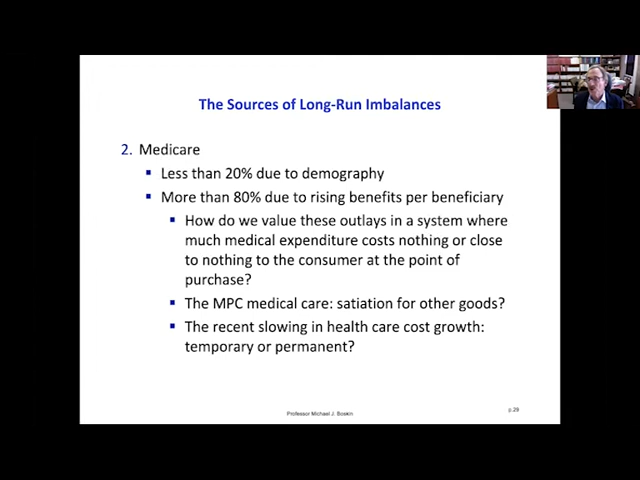 The Sources of Long-Run Imbalances
2. Medicare
▪ Less than 20% due to demography
▪ More than 80% due to rising benefits per beneficiary
▪ How do we value these outlays in a system where
much medical expenditure costs nothing or close
to nothing to the consumer at the point of
purchase?
▪ The MPC medical care: satiation for other goods?
▪ The recent slowing in health care cost growth:
temporary or permanent?
Professor Michael J. Boskin
p.29